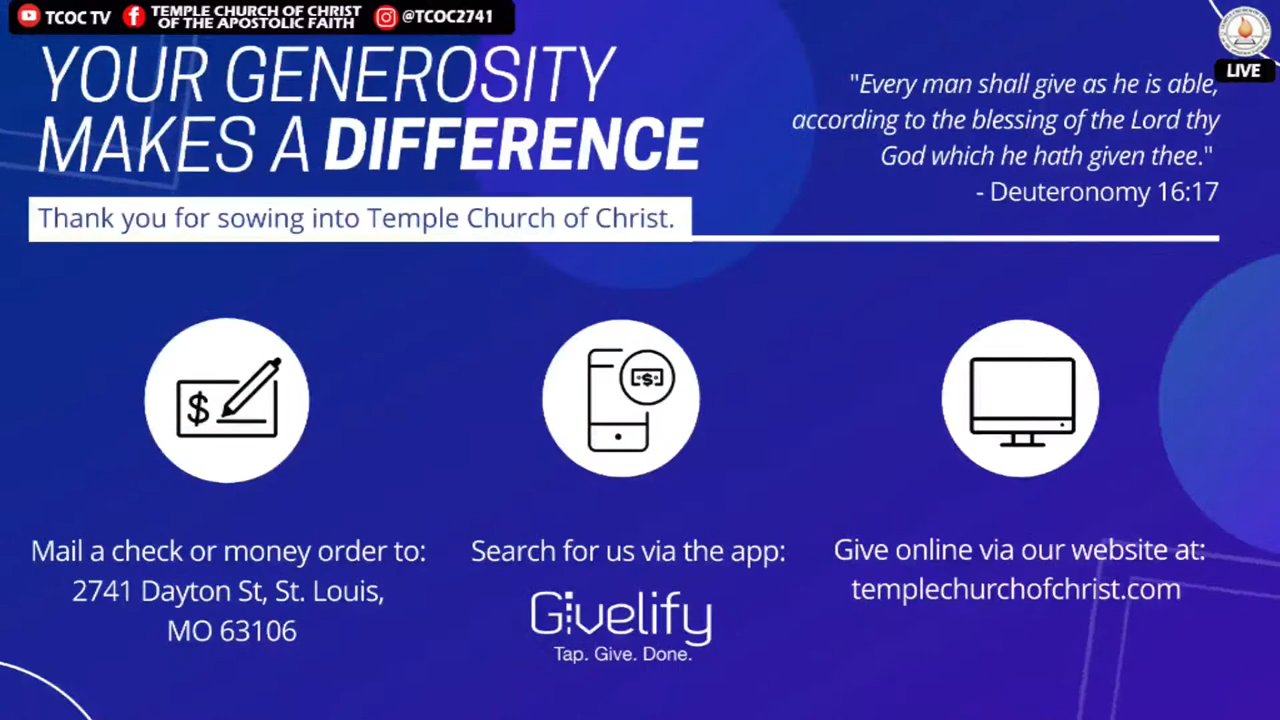 TCOC TV
TEMPLE CHURCH OF CHRIST
OF THE APOSTOLIC FAITH
@TCOC2741
LIVE
YOUR GENEROSITY
MAKES A DIFFERENCE
Thank you for sowing into Temple Church of Christ.
"Every man shall give as he is able,
according to the blessing of the Lord thy
God which he hath given thee."
- Deuteronomy 16:17
$
Mail a check or money order to:
2741 Dayton St, St. Louis,
MO 63106
$
Search for us via the app:
Givelify
Tap. Give. Done.
Give online via our website at:
templechurchofchrist.com